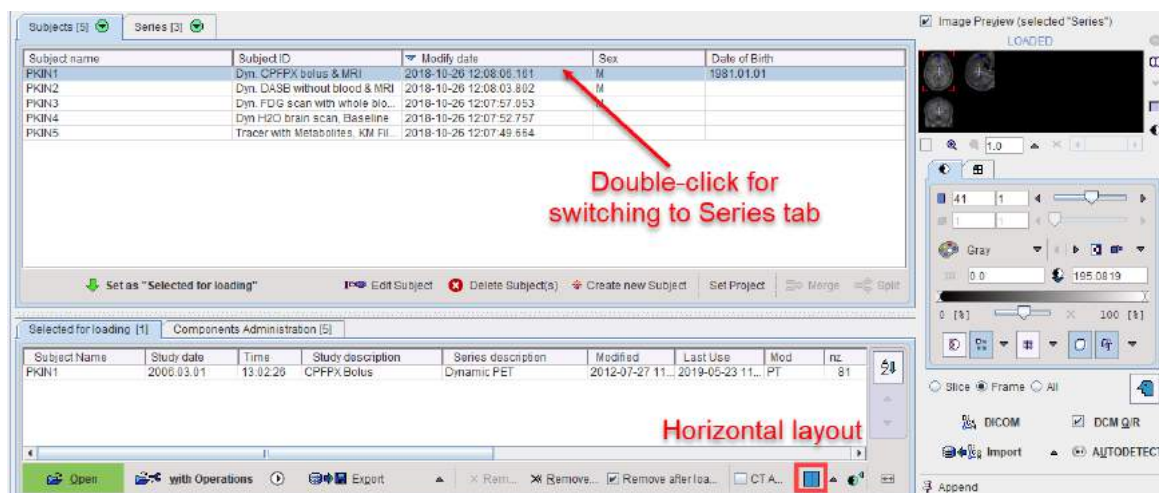 Subjects [5] Series [3]
Subject name Subject ID Modify date Sex Date of Birth
PKIN1 Dyn. CPFPX bolus & MRI 2018-10-26 12:08:06.161 M 1981.01.01
PKIN2 Dyn. DASB without blood & MRI 2018-10-26 12:08:03.802 M
PKIN3 Dyn. FDG scan with whole blo... 2018-10-26 12:07:57.053
PKIN4 Dyn H2O brain scan, Baseline 2018-10-26 12:07:52.757
PKIN5 Tracer with Metabolites, KM Fil... 2018-10-26 12:07:49.664
Double-click for
switching to Series tab
Set as "Selected for loading" Edit Subject Delete Subject(s) Create new Subject Set Project Merge Split
Selected for loading [1] Components Administration [5]
Subject Name Study date Time Study description Series description Modified Last Use Mod nz
PKIN1 2006.03.01 13:02:26 CPFPX Bolus Dynamic PET 2012-07-27 11... 2019-05-23 11... PT 81
Horizontal layout
Open with Operations Export Rem... Remove... Remove after loa... CT A...
Image Preview (selected "Series")
LOADED
1.0
41 1
1 1
Gray
0.0 195.0819
0 [%] 100 [%]
Slice Frame All
DICOM DCM Q/R
Import AUTODETECT
Append